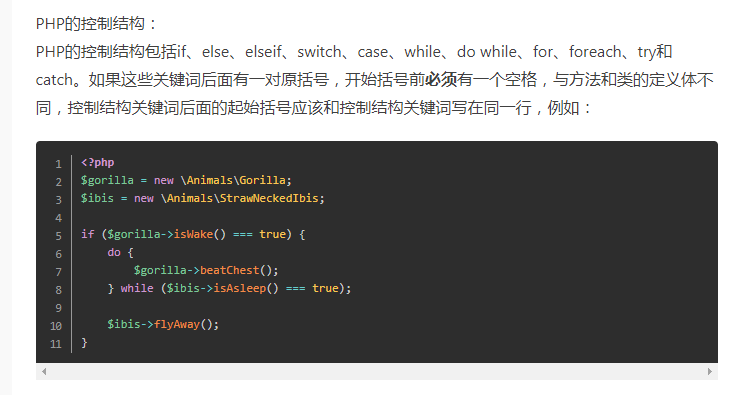 PHP的控制结构：
PHP的控制结构包括if、else、elseif、switch、case、while、do while、for、foreach、try和
catch。如果这些关键词后面有一对原括号，开始括号前必须有一个空格，与方法和类的定义体不
同，控制结构关键词后面的起始括号应该和控制结构关键词写在同一行，例如：
1 <?php
2 $gorilla = new \Animals\Gorilla;
3 $ibis = new \Animals\StrawNeckedIbis;
4
5 if ($gorilla->isWake() === true) {
6     do {
7         $gorilla->beatChest();
8     } while ($ibis->isAsleep() === true);
9
10     $ibis->flyAway();
11 }